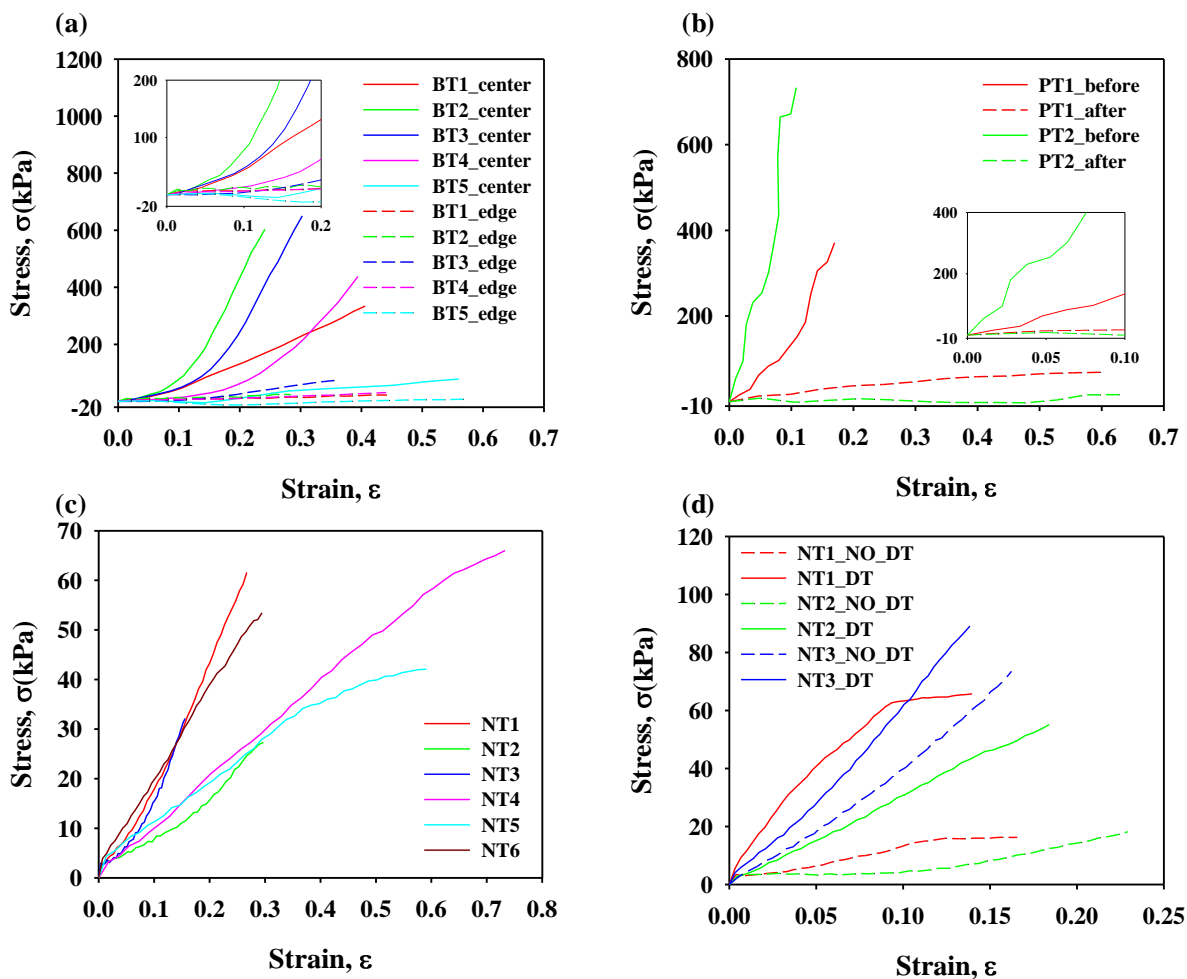 (a)
1200
1000
800
600
400
200
-20
0.0 0.1 0.2 0.3 0.4 0.5 0.6 0.7
Stress, σ(kPa)
Strain, ε
200
100
-20
0.0 0.1 0.2
BT1_center
BT2_center
BT3_center
BT4_center
BT5_center
BT1_edge
BT2_edge
BT3_edge
BT4_edge
BT5_edge
(b)
800
600
400
200
-10
0.0 0.1 0.2 0.3 0.4 0.5 0.6 0.7
Stress, σ(kPa)
Strain, ε
PT1_before
PT1_after
PT2_before
PT2_after
400
200
-10
0.00 0.05 0.10
(c)
70
60
50
40
30
20
10
0
0.0 0.1 0.2 0.3 0.4 0.5 0.6 0.7 0.8
Stress, σ(kPa)
Strain, ε
NT1
NT2
NT3
NT4
NT5
NT6
(d)
120
100
80
60
40
20
0
0.00 0.05 0.10 0.15 0.20 0.25
Stress, σ(kPa)
Strain, ε
NT1_NO_DT
NT1_DT
NT2_NO_DT
NT2_DT
NT3_NO_DT
NT3_DT